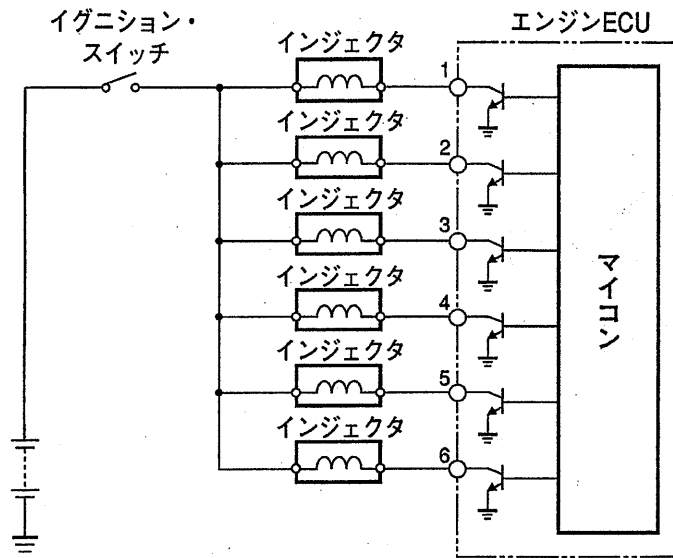 イグニション・
スイッチ
エンジンECU
インジェクタ
1
インジェクタ
2
インジェクタ
3
インジェクタ
4
インジェクタ
5
インジェクタ
6
マイコン